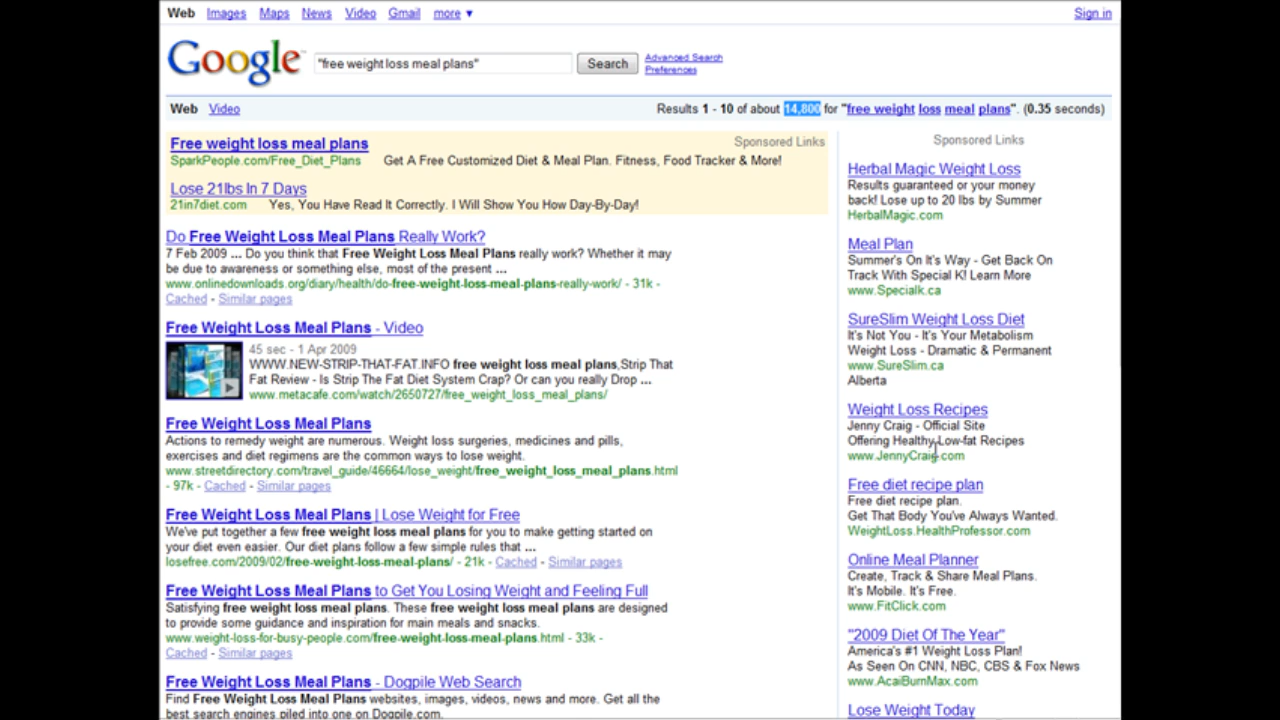 Web Images Maps News Video Gmail more ▼ Sign in
Google "free weight loss meal plans" Search Advanced Search
Preferences
Web Video Results 1 - 10 of about 14,800 for "free weight loss meal plans". (0.35 seconds)
Free weight loss meal plans Sponsored Links
SparkPeople.com/Free_Diet_Plans Get A Free Customized Diet & Meal Plan. Fitness, Food Tracker & More!
Lose 21lbs In 7 Days
21in7diet.com Yes, You Have Read It Correctly. I Will Show You How Day-By-Day!
Do Free Weight Loss Meal Plans Really Work?
7 Feb 2009 ... Do you think that Free Weight Loss Meal Plans really work? Whether it may
be due to awareness or something else, most of the present ...
www.onlinedownloads.org/diary/health/do-free-weight-loss-meal-plans-really-work/ - 31k -
Cached - Similar pages
Free Weight Loss Meal Plans - Video
45 sec - 1 Apr 2009
WWW.NEW-STRIP-THAT-FAT.INFO free weight loss meal plans,Strip That
Fat Review - Is Strip The Fat Diet System Crap? Or can you really Drop ...
www.metacafe.com/watch/2650727/free_weight_loss_meal_plans/
Free Weight Loss Meal Plans
Actions to remedy weight are numerous. Weight loss surgeries, medicines and pills,
exercises and diet regimens are the common ways to lose weight.
www.streetdirectory.com/travel_guide/46664/lose_weight/free_weight_loss_meal_plans.html
- 97k - Cached - Similar pages
Free Weight Loss Meal Plans | Lose Weight for Free
We've put together a few free weight loss meal plans for you to make getting started on
your diet even easier. Our diet plans follow a few simple rules that ...
losefree.com/2009/02/free-weight-loss-meal-plans/ - 21k - Cached - Similar pages
Free Weight Loss Meal Plans to Get You Losing Weight and Feeling Full
Satisfying free weight loss meal plans. These free weight loss meal plans are designed
to provide some guidance and inspiration for main meals and snacks.
www.weight-loss-for-busy-people.com/free-weight-loss-meal-plans.html - 33k -
Cached - Similar pages
Free Weight Loss Meal Plans - Dogpile Web Search
Find Free Weight Loss Meal Plans websites, images, videos, news and more. Get all the
best search engines piled into one on Dogpile.com.
Sponsored Links
Herbal Magic Weight Loss
Results guaranteed or your money
back! Lose up to 20 lbs by Summer
HerbalMagic.com
Meal Plan
Summer's On It's Way - Get Back On
Track With Special K! Learn More
www.Specialk.ca
SureSlim Weight Loss Diet
It's Not You - It's Your Metabolism
Weight Loss - Dramatic & Permanent
www.SureSlim.ca
Alberta
Weight Loss Recipes
Jenny Craig - Official Site
Offering Healthy Low-fat Recipes
www.JennyCraig.com
Free diet recipe plan
Free diet recipe plan.
Get That Body You've Always Wanted.
WeightLoss.HealthProfessor.com
Online Meal Planner
Create, Track & Share Meal Plans.
It's Mobile. It's Free.
www.FitClick.com
"2009 Diet Of The Year"
America's #1 Weight Loss Plan!
As Seen On CNN, NBC, CBS & Fox News
www.AcaiBurnMax.com
Lose Weight Today